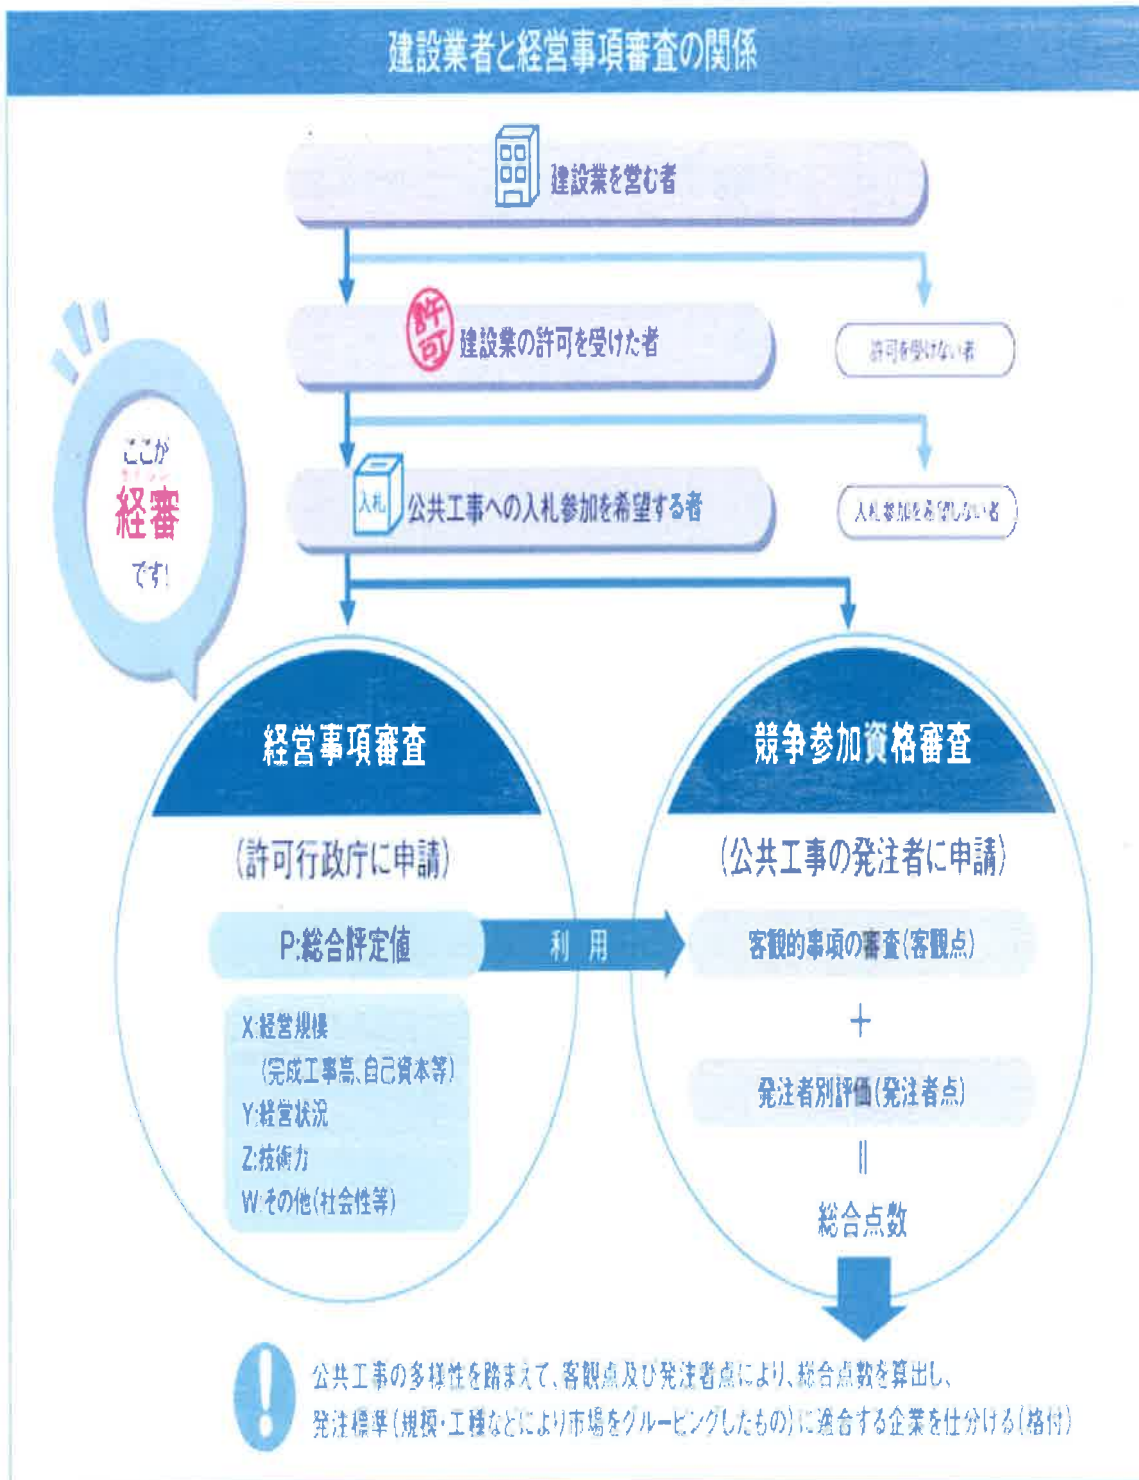 建設業者と経営事項審査の関係
建設業を営む者
許可
建設業の許可を受けた者
許可を受けない者
ここが
経審
です!
入札
公共工事への入札参加を希望する者
入札参加を希望しない者
経営事項審査
(許可行政庁に申請)
P:総合評定値
X:経営規模
(完成工事高、自己資本等)
Y:経営状況
Z:技術力
W:その他(社会性等)
利用
競争参加資格審査
(公共工事の発注者に申請)
客観的事項の審査(客観点)
+
発注者別評価(発注者点)
||
総合点数
!
公共工事の多様性を踏まえて、客観点及び発注者点により、総合点数を算出し、
発注標準(規模・工種などにより市場をグルーピングしたもの)に適合する企業を仕分ける(格付)